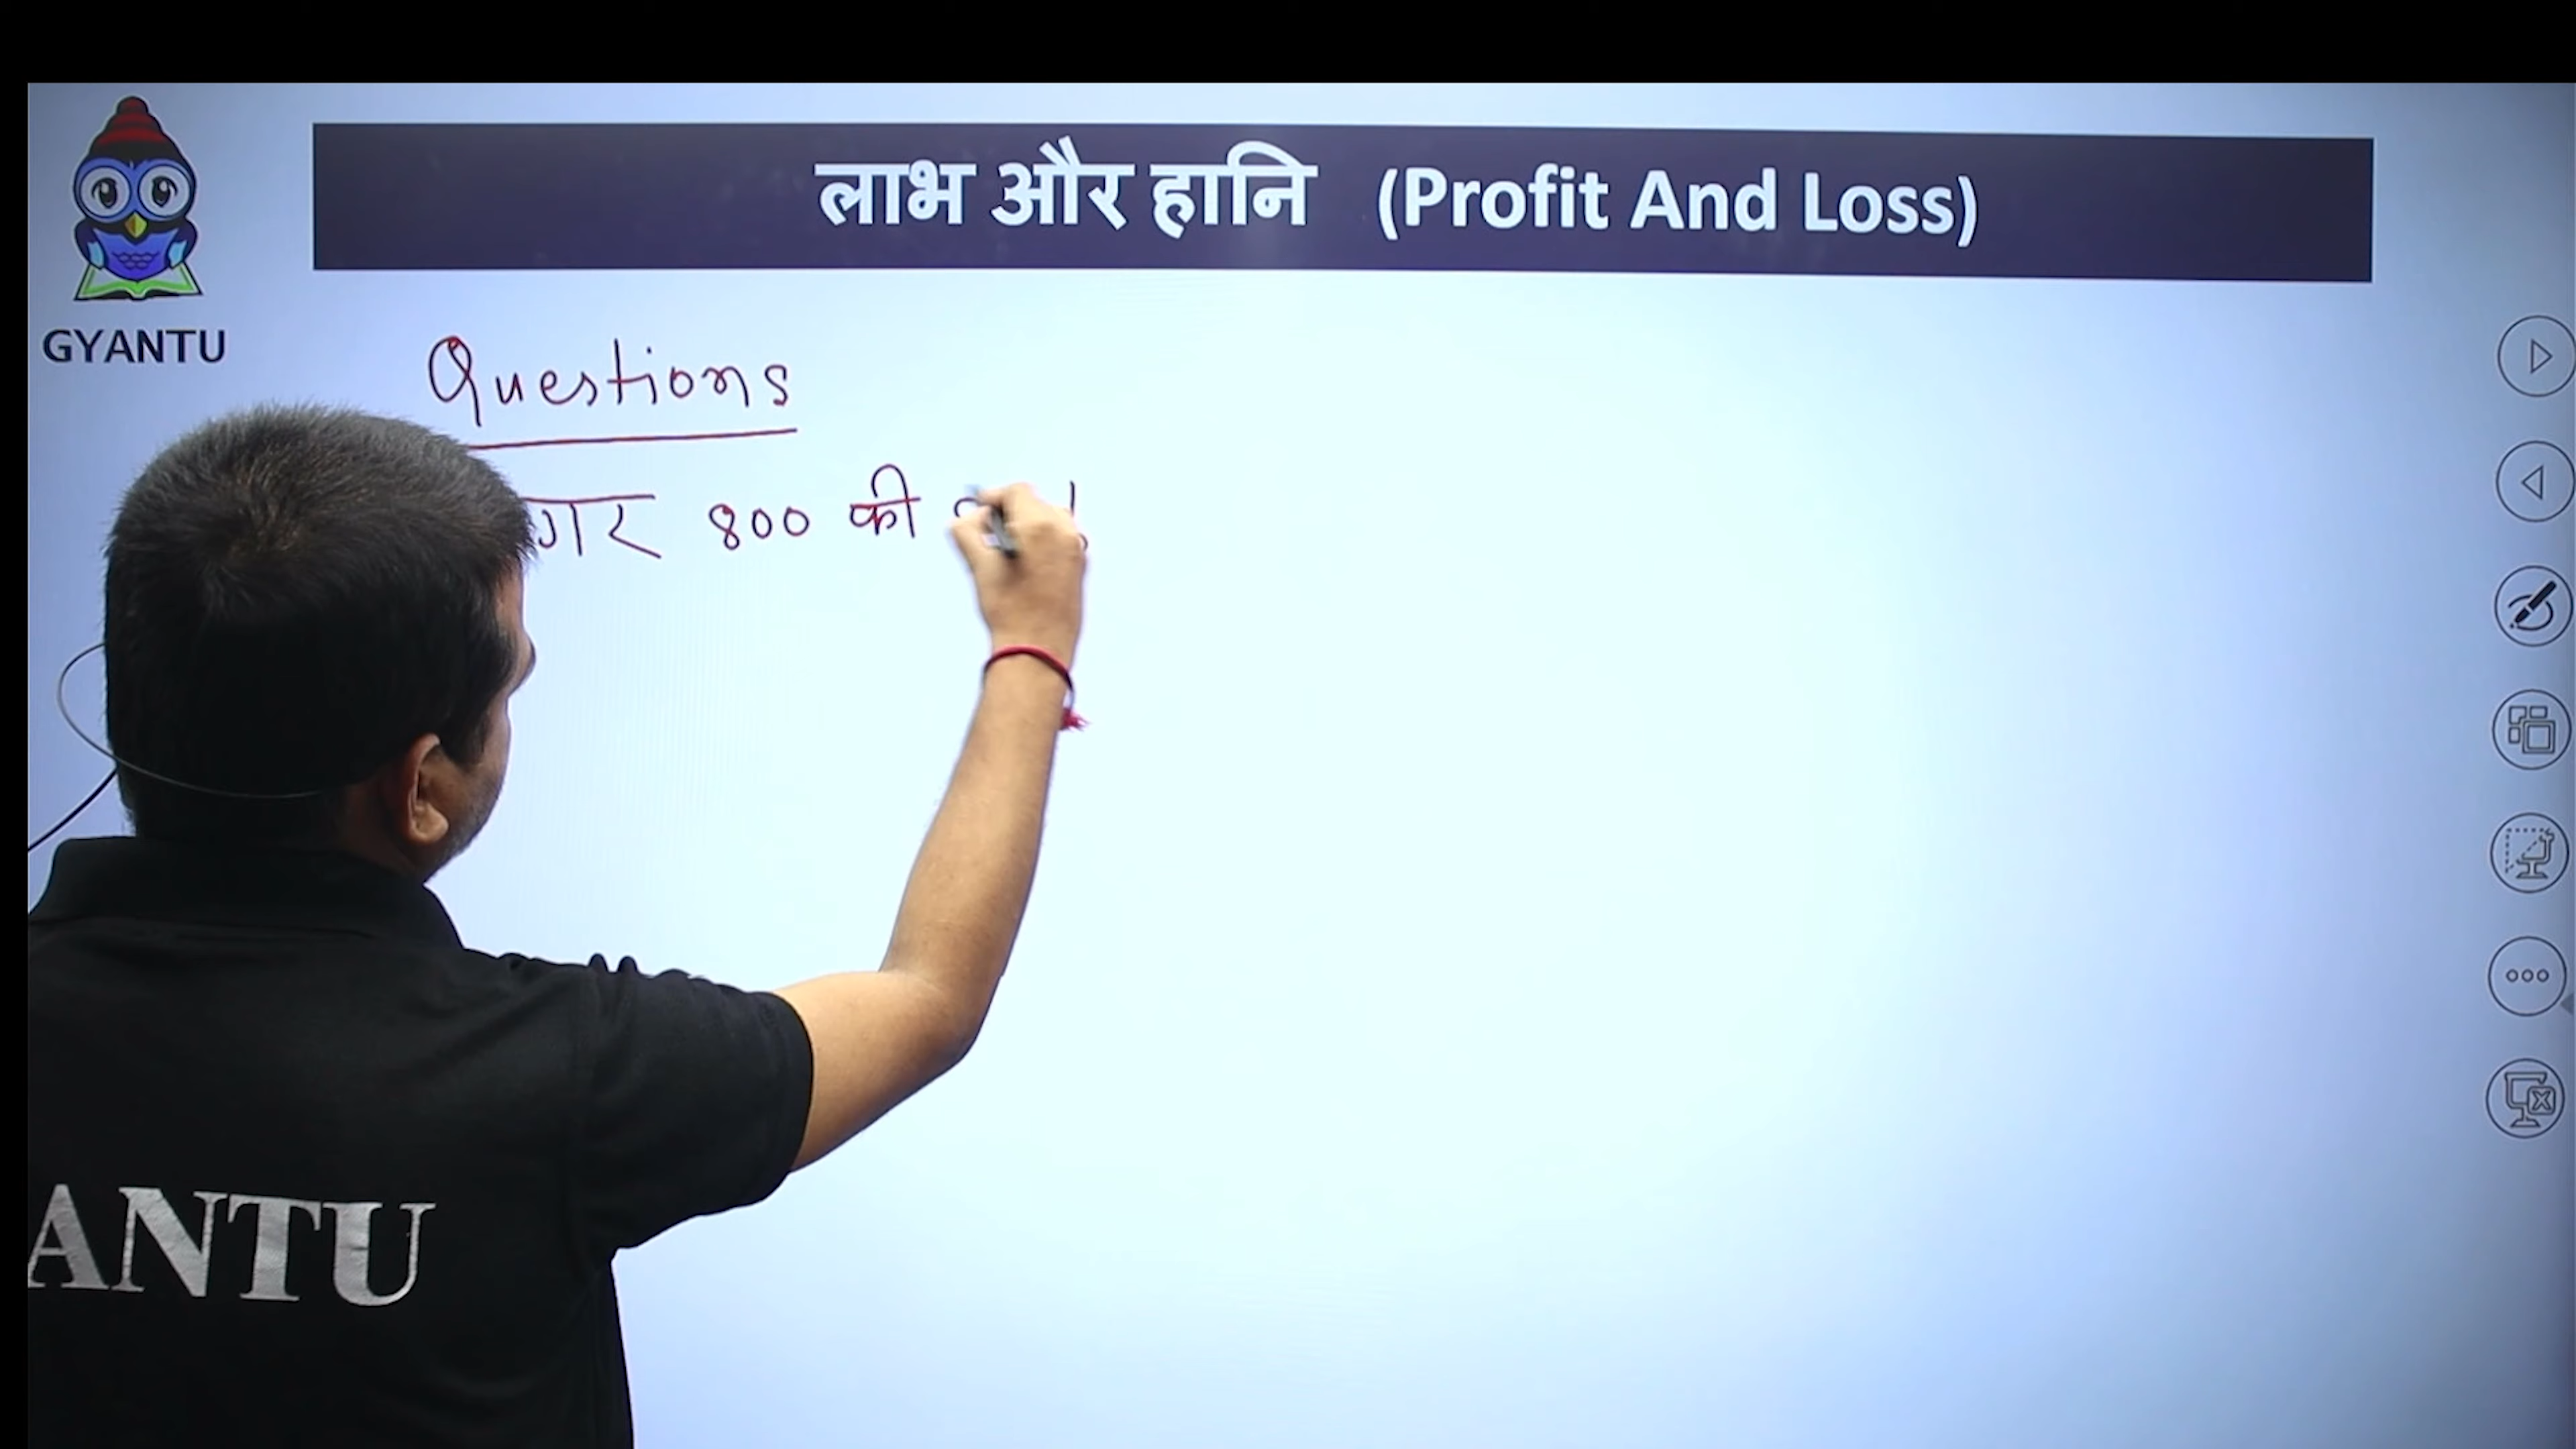 लाभ और हानि (Profit And Loss)
GYANTU
Questions
गर 800 की
ANTU